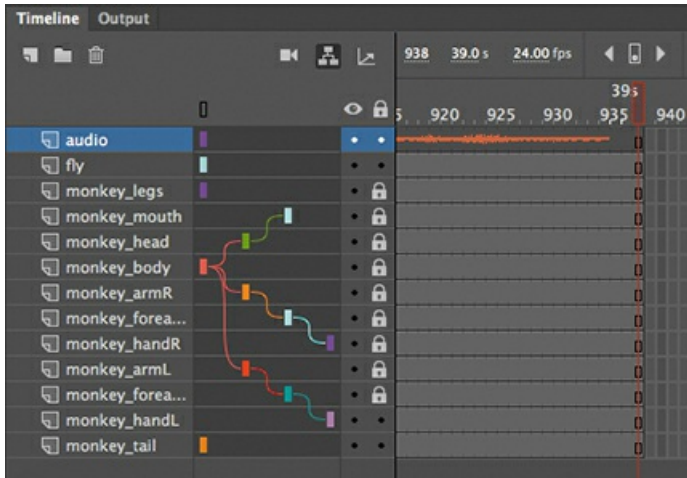 Timeline Output
938 39.0 s 24.00 fps
39s
920 925 930 935 940
audio
fly
monkey_legs
monkey_mouth
monkey_head
monkey_body
monkey_armR
monkey_forea...
monkey_handR
monkey_armL
monkey_forea...
monkey_handL
monkey_tail